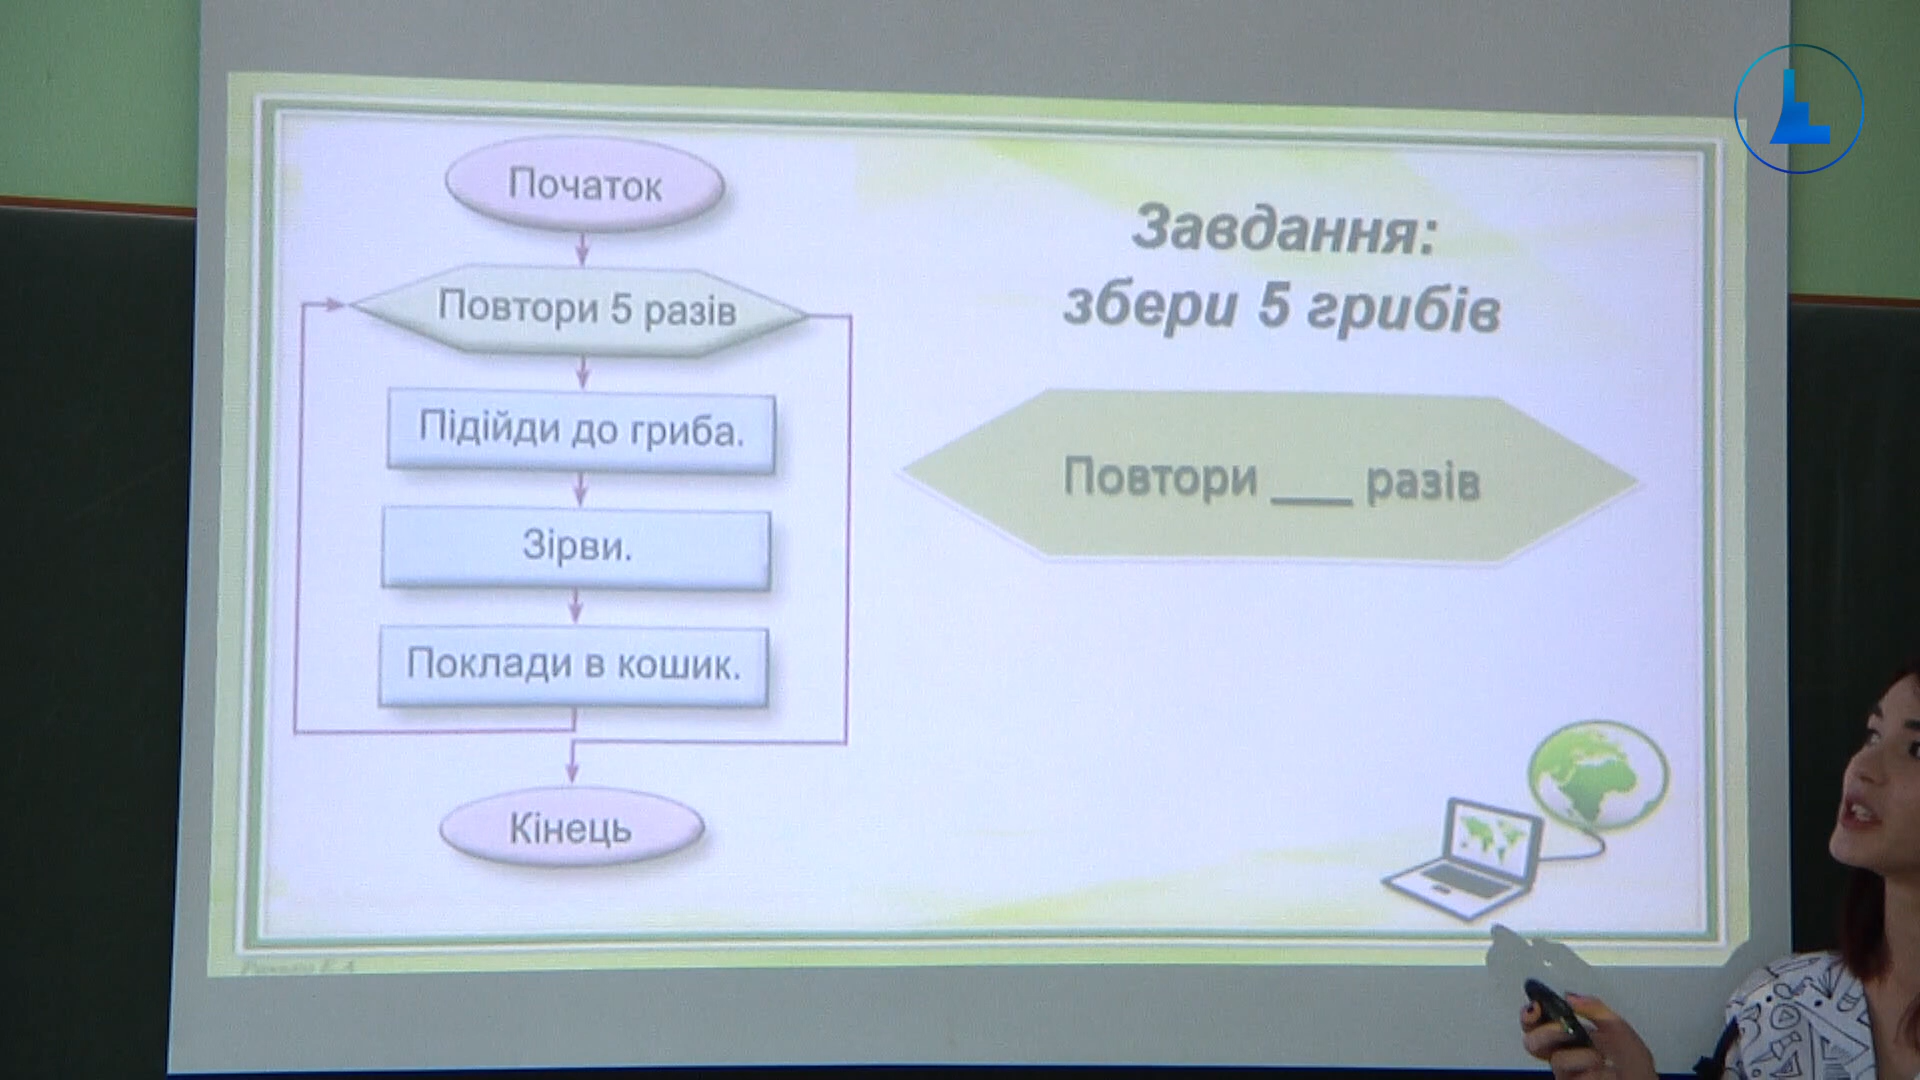 Початок
Повтори 5 разів
Підійди до гриба.
Зірви.
Поклади в кошик.
Кінець
Завдання:
збери 5 грибів
Повтори ___ разів